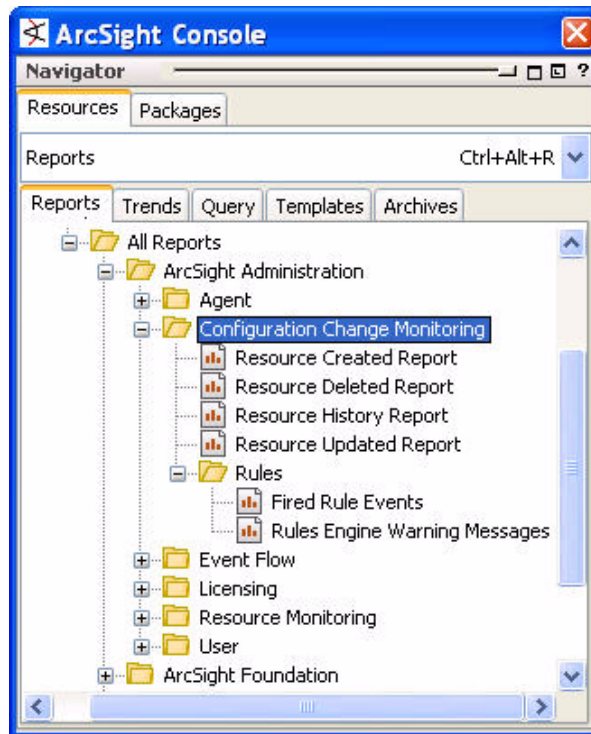 ArcSight Console
Navigator ?
Resources Packages
Reports Ctrl+Alt+R
Reports Trends Query Templates Archives
All Reports
ArcSight Administration
Agent
Configuration Change Monitoring
Resource Created Report
Resource Deleted Report
Resource History Report
Resource Updated Report
Rules
Fired Rule Events
Rules Engine Warning Messages
Event Flow
Licensing
Resource Monitoring
User
ArcSight Foundation